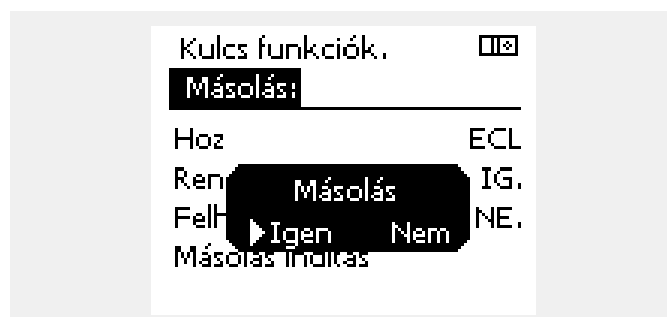 Kulcs funkciók.
Másolás:
Hoz ECL
Ren IG.
Másolás
Felh NE.
Igen Nem
Másolás indítás